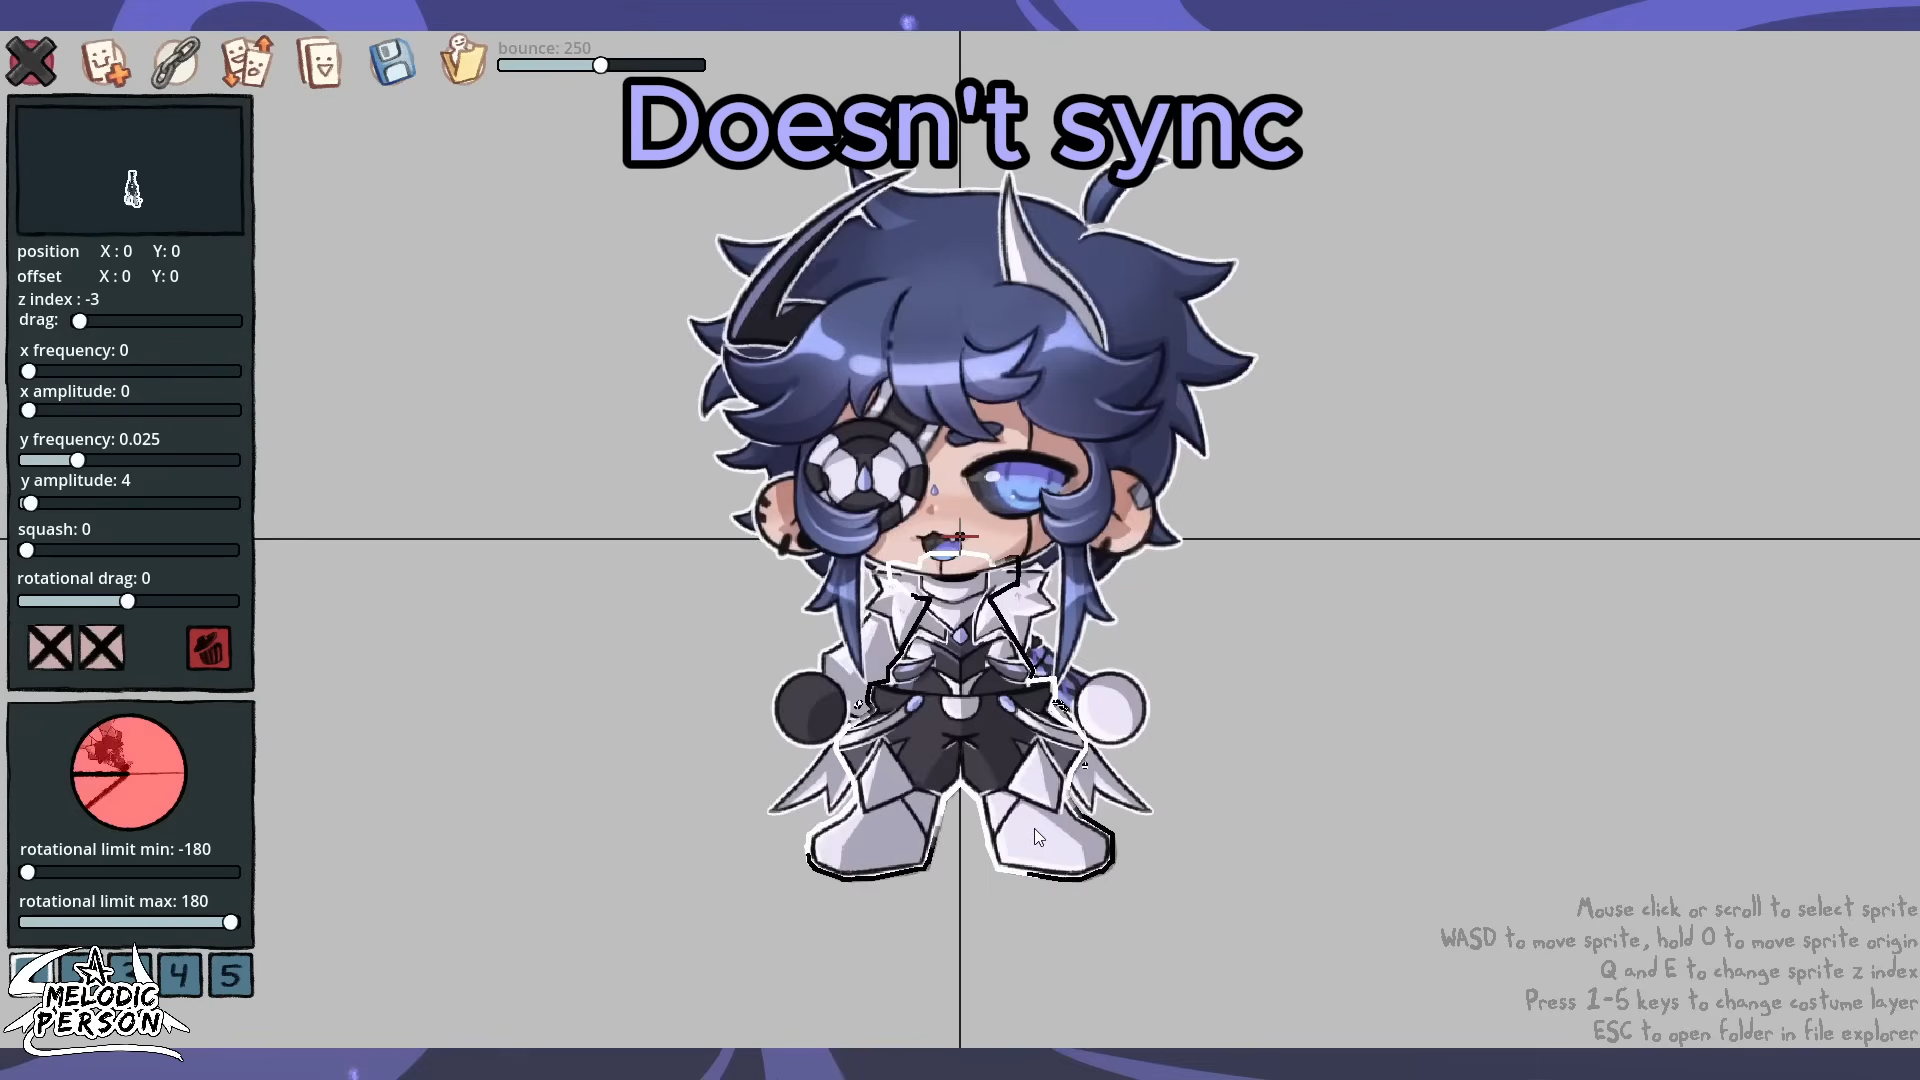 bounce: 250
Doesn't sync
position X : 0 Y: 0
offset X : 0 Y: 0
z index : -3
drag:
x frequency: 0
x amplitude: 0
y frequency: 0.025
y amplitude: 4
squash: 0
rotational drag: 0
rotational limit min: -180
rotational limit max: 180
3 4 5
MELODIC
PERSON
Mouse click or scroll to select sprite
WASD to move sprite, hold O to move sprite origin
Q and E to change sprite z index
Press 1-5 keys to change costume layer
ESC to open folder in file explorer